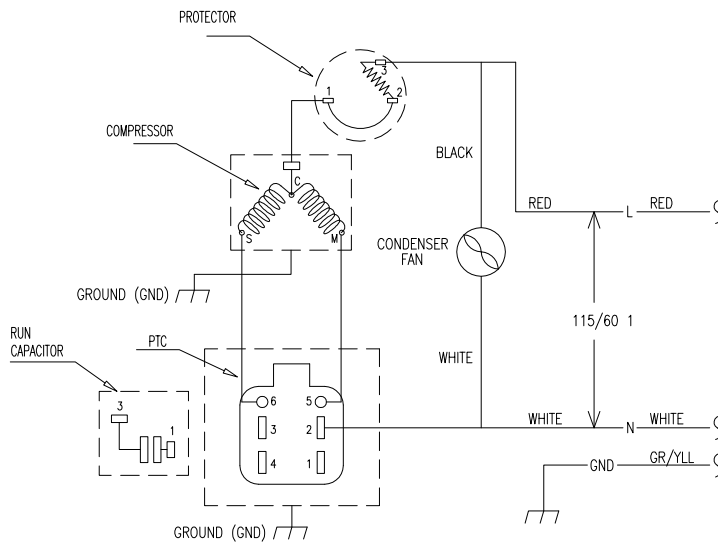 PROTECTOR
3
1
2
COMPRESSOR
BLACK
C
RED
L
RED
S
M
CONDENSER
FAN
GROUND (GND)
115/60 1
RUN
CAPACITOR
PTC
WHITE
3
1
6
5
3
2
4
1
WHITE
N
WHITE
GND
GR/YLL
GROUND (GND)